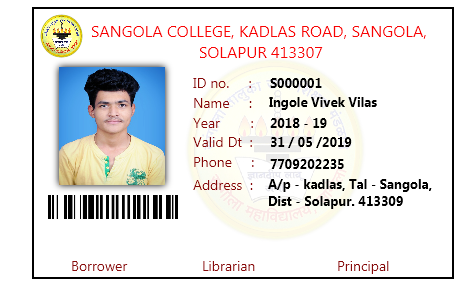 SANGOLA COLLEGE, KADLAS ROAD, SANGOLA,
SOLAPUR 413307
ID no. : S000001
Name : Ingole Vivek Vilas
Year : 2018 - 19
Valid Dt : 31 / 05 /2019
Phone : 7709202235
Address : A/p - kadlas, Tal - Sangola,
Dist - Solapur. 413309
Borrower Librarian Principal